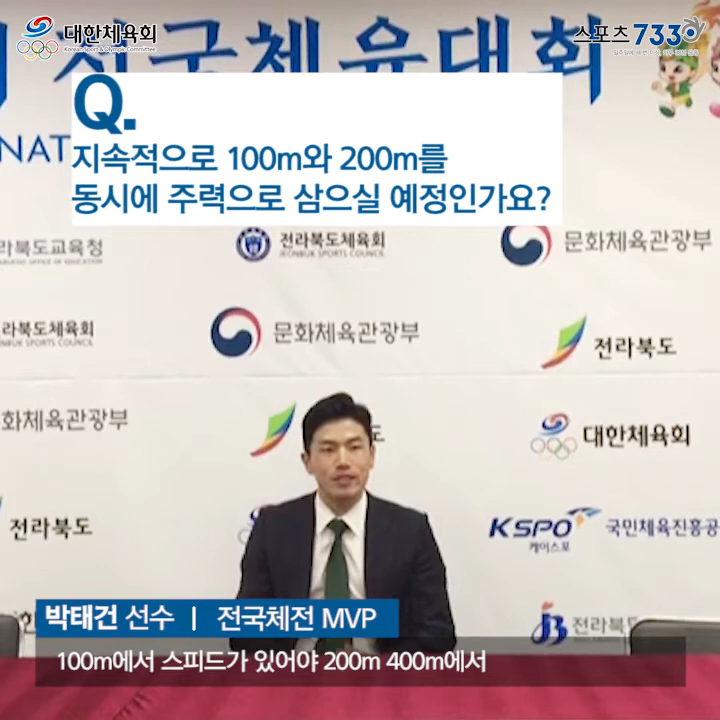 대한체육회
Korean Sport & Olympic Committee
스포츠 7330
전국체육대회
NAT
Q.
지속적으로 100m와 200m를
동시에 주력으로 삼으실 예정인가요?
라북도교육청
BUKDO OFFICE OF EDUCATION
전라북도체육회
JEONBUK SPORTS COUNCIL
문화체육관광부
라북도체육회
NBUK SPORTS COUNCIL
문화체육관광부
전라북도
화체육관광부
대한체육회
전라북도
KSPO
케이스포
국민체육진흥공
박태건 선수 | 전국체전 MVP
전라북도
100m에서 스피드가 있어야 200m 400m에서